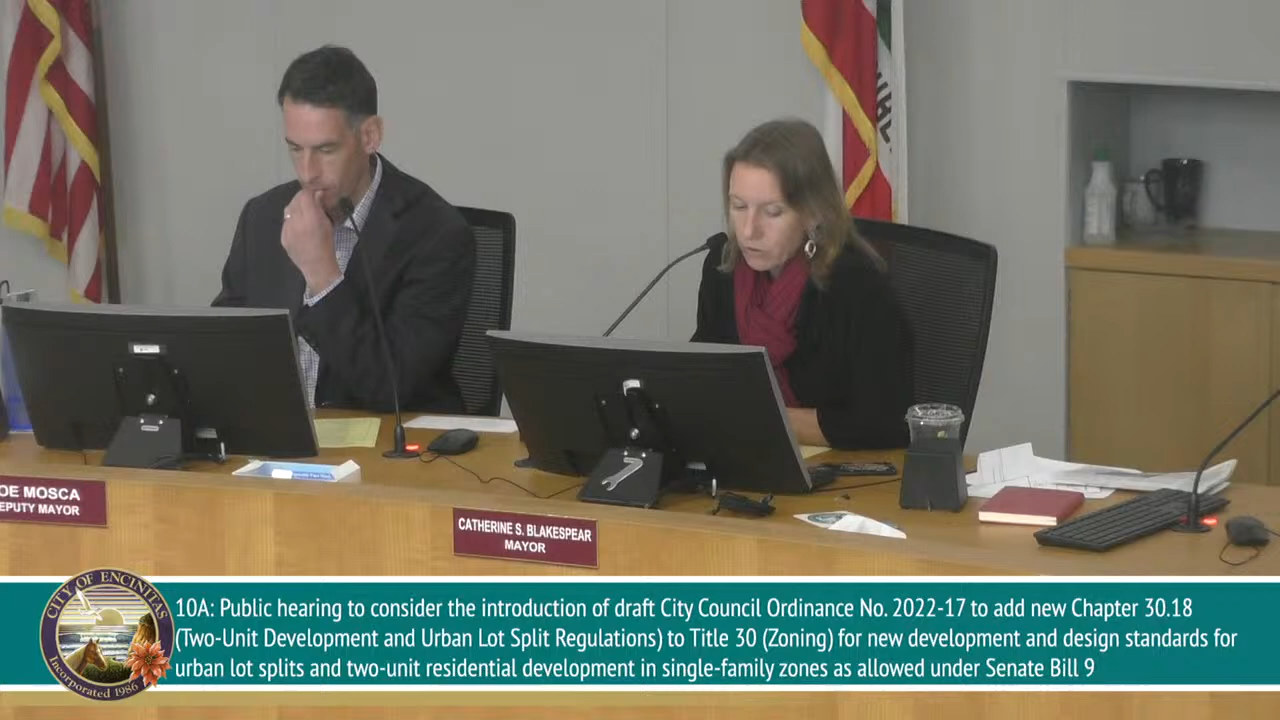 OE MOSCA
EPUTY MAYOR
CATHERINE S. BLAKESPEAR
MAYOR
CITY OF ENCINITAS
Incorporated 1986
10A: Public hearing to consider the introduction of draft City Council Ordinance No. 2022-17 to add new Chapter 30.18
(Two-Unit Development and Urban Lot Split Regulations) to Title 30 (Zoning) for new development and design standards for
urban lot splits and two-unit residential development in single-family zones as allowed under Senate Bill 9